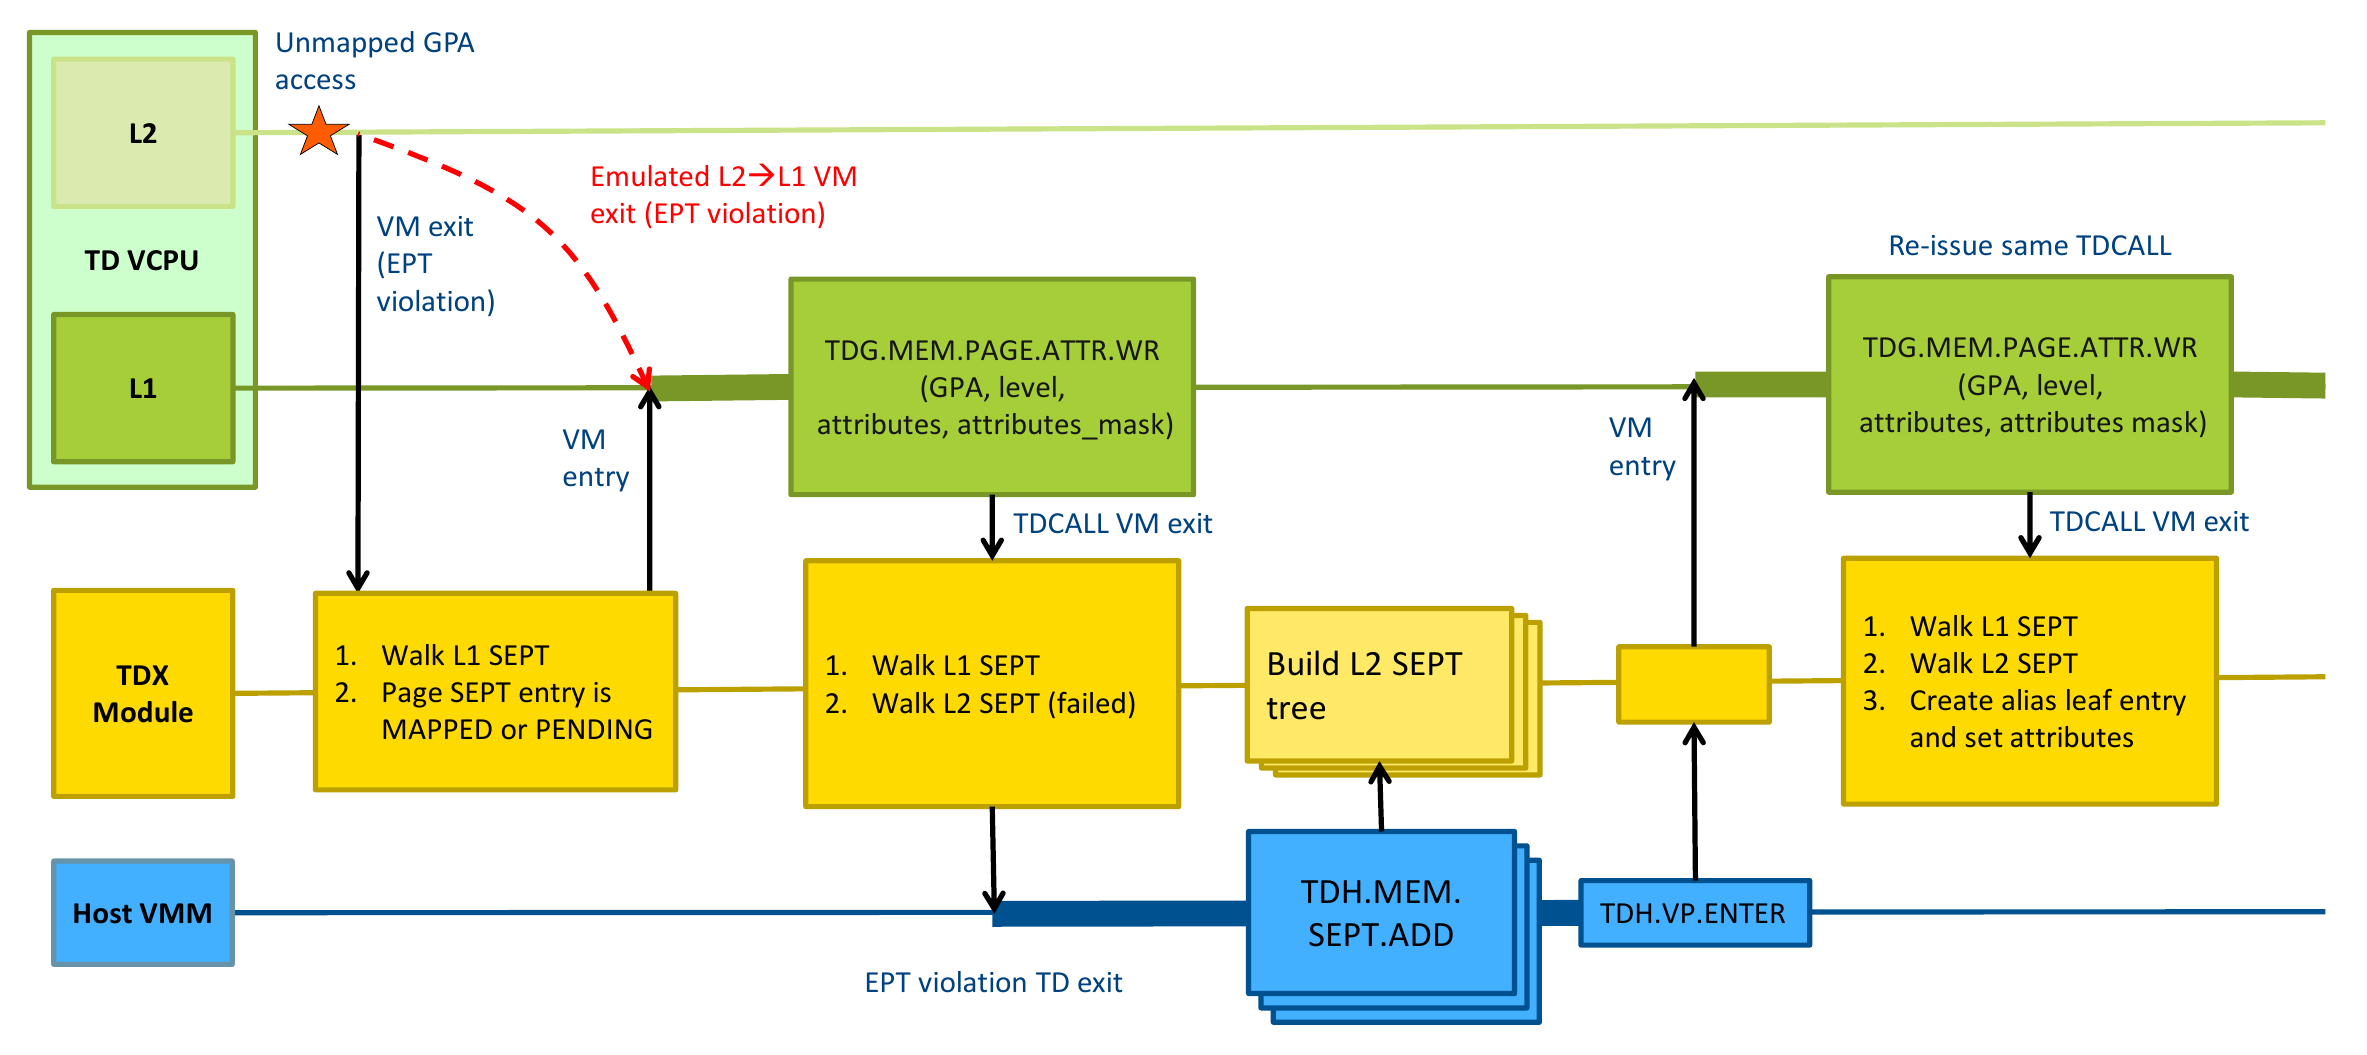 Unmapped GPA
access
L2
TD VCPU
L1
VM exit
(EPT
violation)
Emulated L2→L1 VM
exit (EPT violation)
VM
entry
TDG.MEM.PAGE.ATTR.WR
(GPA, level,
attributes, attributes_mask)
TDCALL VM exit
VM
entry
Re-issue same TDCALL
TDG.MEM.PAGE.ATTR.WR
(GPA, level,
attributes, attributes mask)
TDCALL VM exit
TDX
Module
1. Walk L1 SEPT
2. Page SEPT entry is
MAPPED or PENDING
1. Walk L1 SEPT
2. Walk L2 SEPT (failed)
Build L2 SEPT
tree
1. Walk L1 SEPT
2. Walk L2 SEPT
3. Create alias leaf entry
and set attributes
Host VMM
EPT violation TD exit
TDH.MEM.
SEPT.ADD
TDH.VP.ENTER